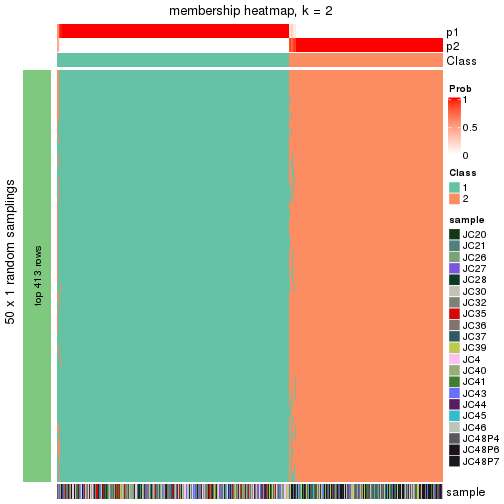 membership heatmap, k = 2
p1
p2
Class
50 x 1 random samplings
top 413 rows
Prob
1
0.5
0
Class
1
2
sample
JC20
JC21
JC26
JC27
JC28
JC30
JC32
JC35
JC36
JC37
JC39
JC4
JC40
JC41
JC43
JC44
JC45
JC46
JC48P4
JC48P6
JC48P7
sample